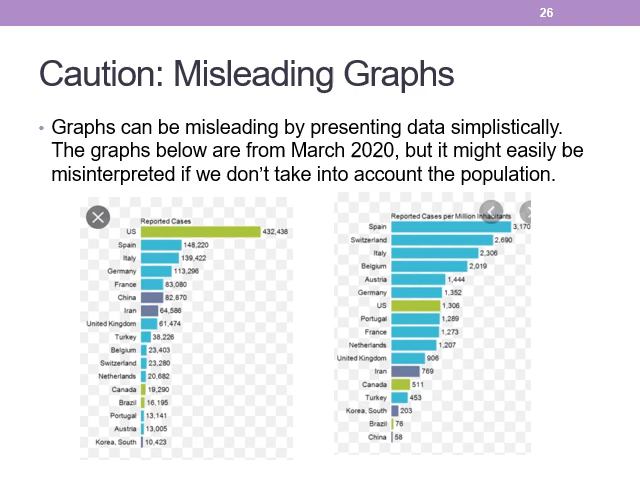 26
Caution: Misleading Graphs
• Graphs can be misleading by presenting data simplistically.
The graphs below are from March 2020, but it might easily be
misinterpreted if we don’t take into account the population.
Reported Cases
US 432,438
Spain 148,220
Italy 139,422
Germany 113,296
France 83,080
China 82,870
Iran 64,586
United Kingdom 61,474
Turkey 38,226
Belgium 23,403
Switzerland 23,280
Netherlands 20,682
Canada 19,290
Brazil 16,195
Portugal 13,141
Austria 13,005
Korea, South 10,423
Reported Cases per Million Inhabitants
Spain 3,170
Switzerland 2,690
Italy 2,306
Belgium 2,019
Austria 1,444
Germany 1,352
US 1,306
Portugal 1,289
France 1,273
Netherlands 1,207
United Kingdom 906
Iran 769
Canada 511
Turkey 453
Korea, South 203
Brazil 76
China 58